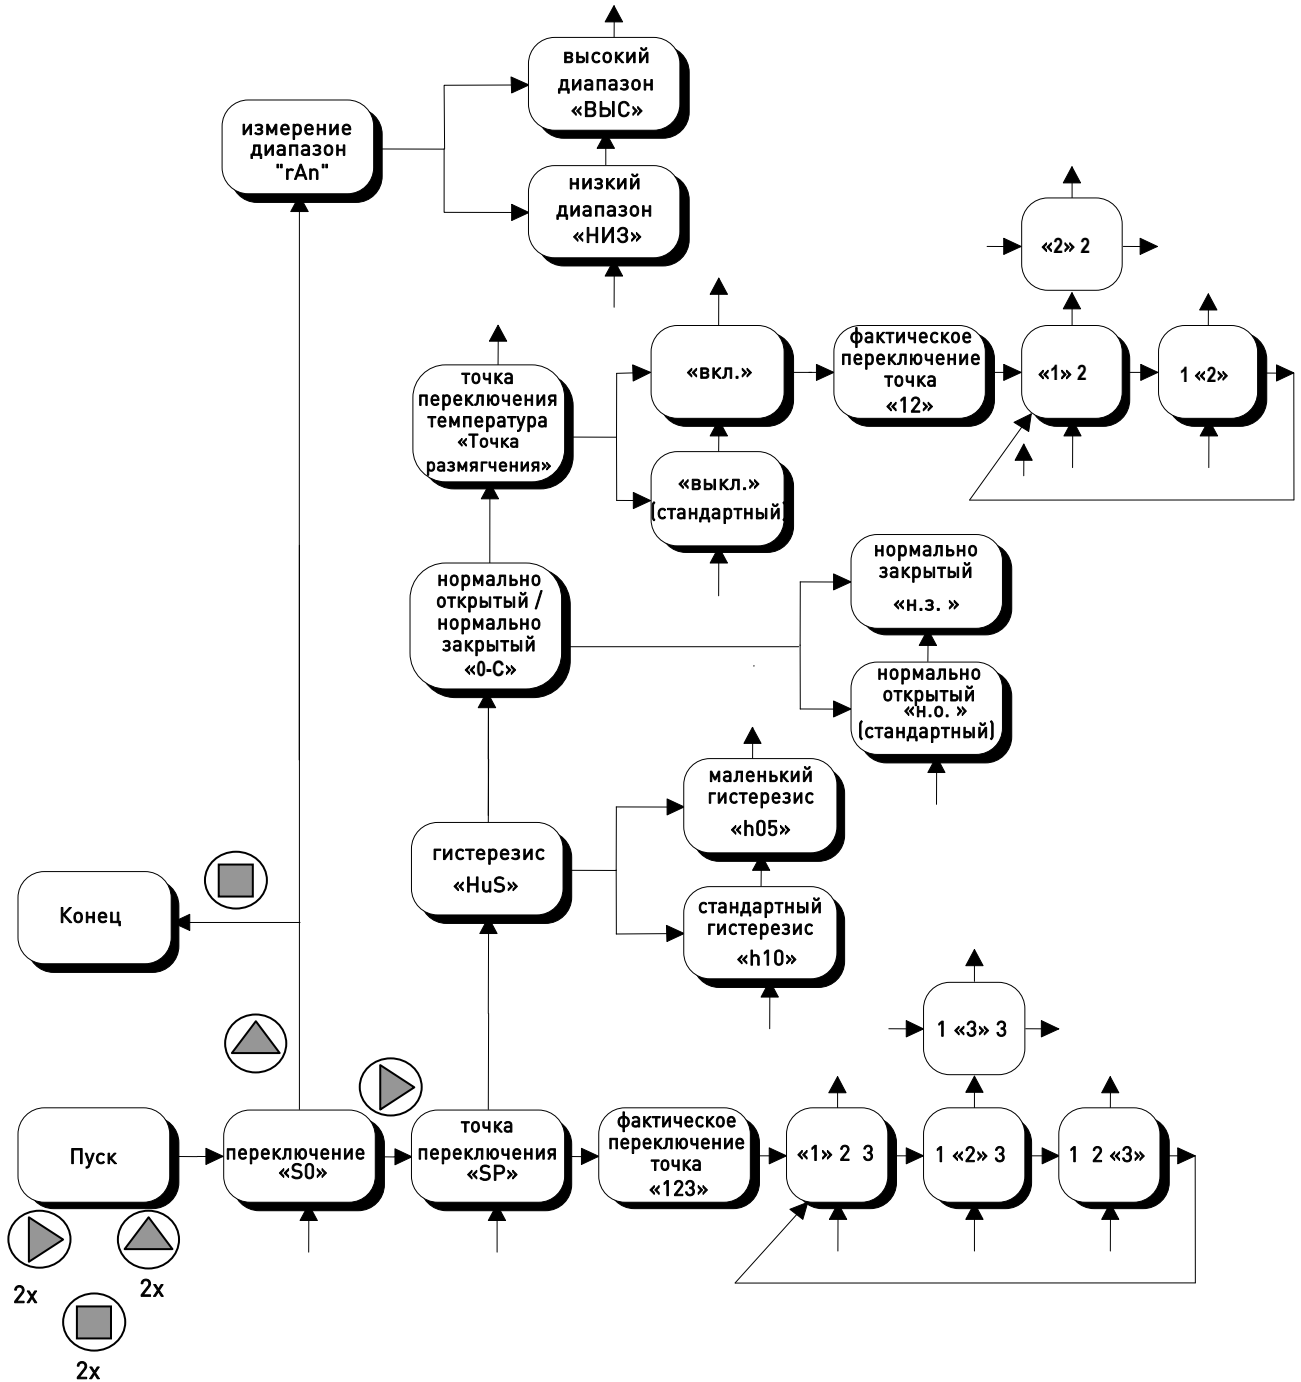 высокий
диапазон
«ВЫС»
измерение
диапазон
"rAn"
низкий
диапазон
«НИЗ»
«2» 2
точка
переключения
температура
«Точка
размягчения»
«вкл.»
фактическое
переключение
точка
«12»
«1» 2
1 «2»
«выкл.»
(стандартный)
нормально
открытый /
нормально
закрытый
«0-C»
нормально
закрытый
«н.з. »
нормально
открытый
«н.о. »
(стандартный)
маленький
гистерезис
«h05»
гистерезис
«HuS»
стандартный
гистерезис
«h10»
Конец
1 «3» 3
Пуск
переключение
«S0»
точка
переключения
«SP»
фактическое
переключение
точка
«123»
«1» 2 3
1 «2» 3
1 2 «3»
2x
2x
2x